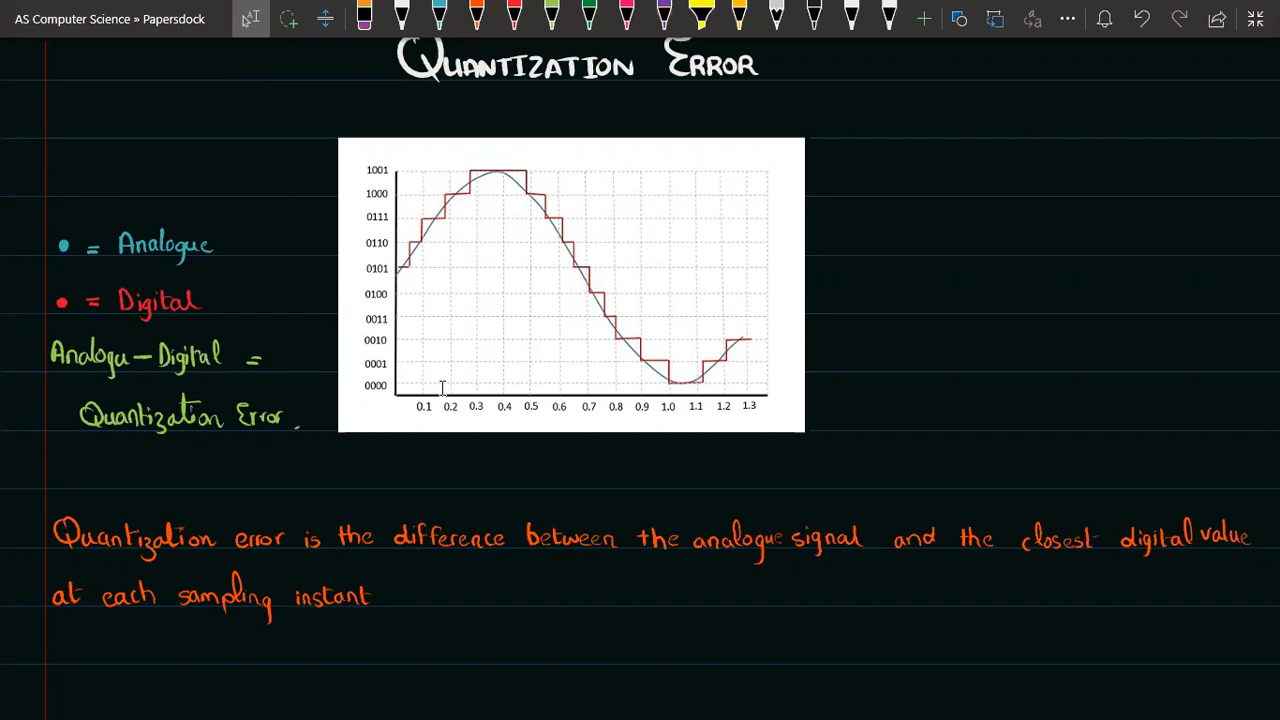 AS Computer Science » Papersdock
QUANTIZATION ERROR
1001
1000
0111
0110
0101
0100
0011
0010
0001
0000
0.1 0.2 0.3 0.4 0.5 0.6 0.7 0.8 0.9 1.0 1.1 1.2 1.3
• = Analogue
• = Digital
Analogu - Digital =
Quantization Error.
Quantization error is the difference between the analogue signal and the closest digital value
at each sampling instant